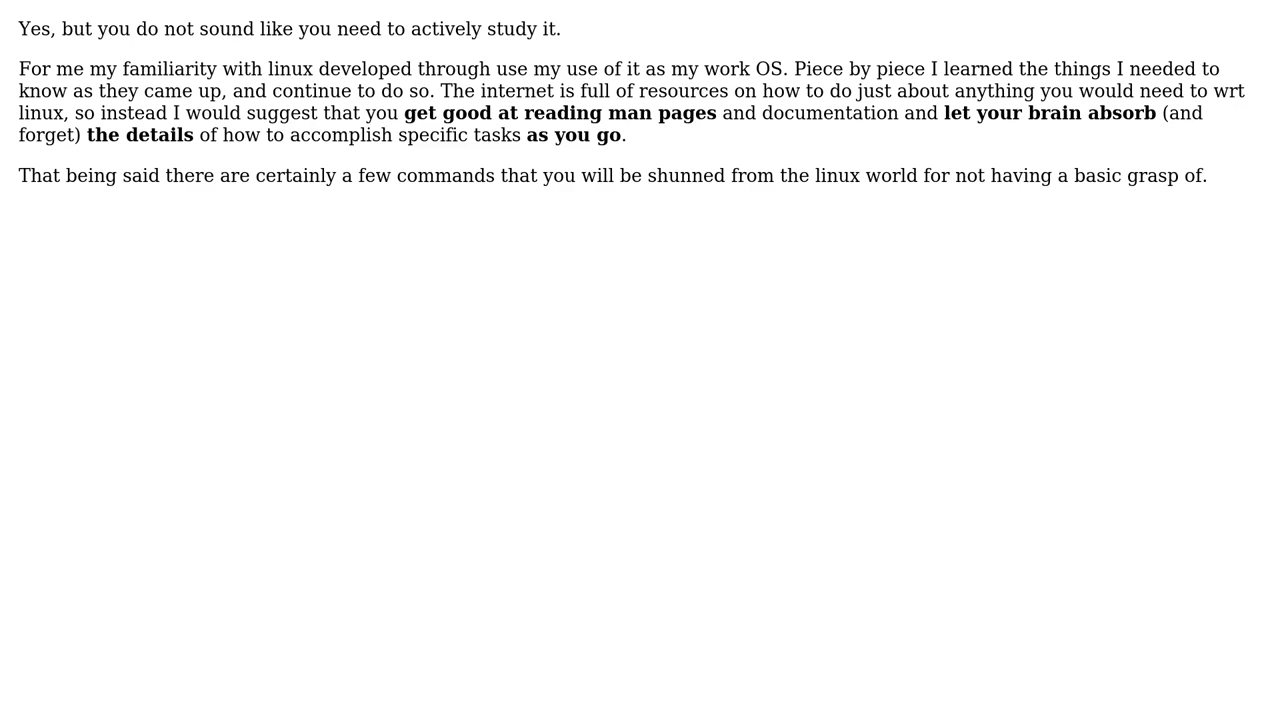 Yes, but you do not sound like you need to actively study it.
For me my familiarity with linux developed through use my use of it as my work OS. Piece by piece I learned the things I needed to
know as they came up, and continue to do so. The internet is full of resources on how to do just about anything you would need to wrt
linux, so instead I would suggest that you get good at reading man pages and documentation and let your brain absorb (and
forget) the details of how to accomplish specific tasks as you go.
That being said there are certainly a few commands that you will be shunned from the linux world for not having a basic grasp of.